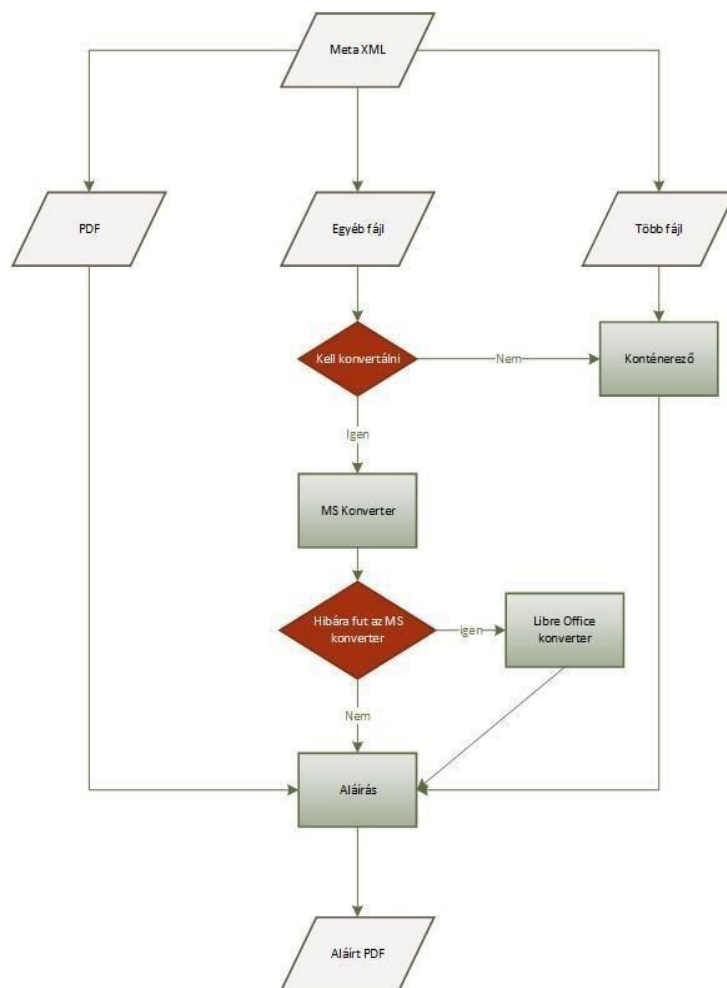 Meta XML
PDF
Egyéb fájl
Több fájl
Kell konvertálni
Nem
Konténerező
Igen
MS Konverter
Hibára fut az MS
konverter
igen
Libre Office
konverter
Nem
Aláírás
Aláírt PDF